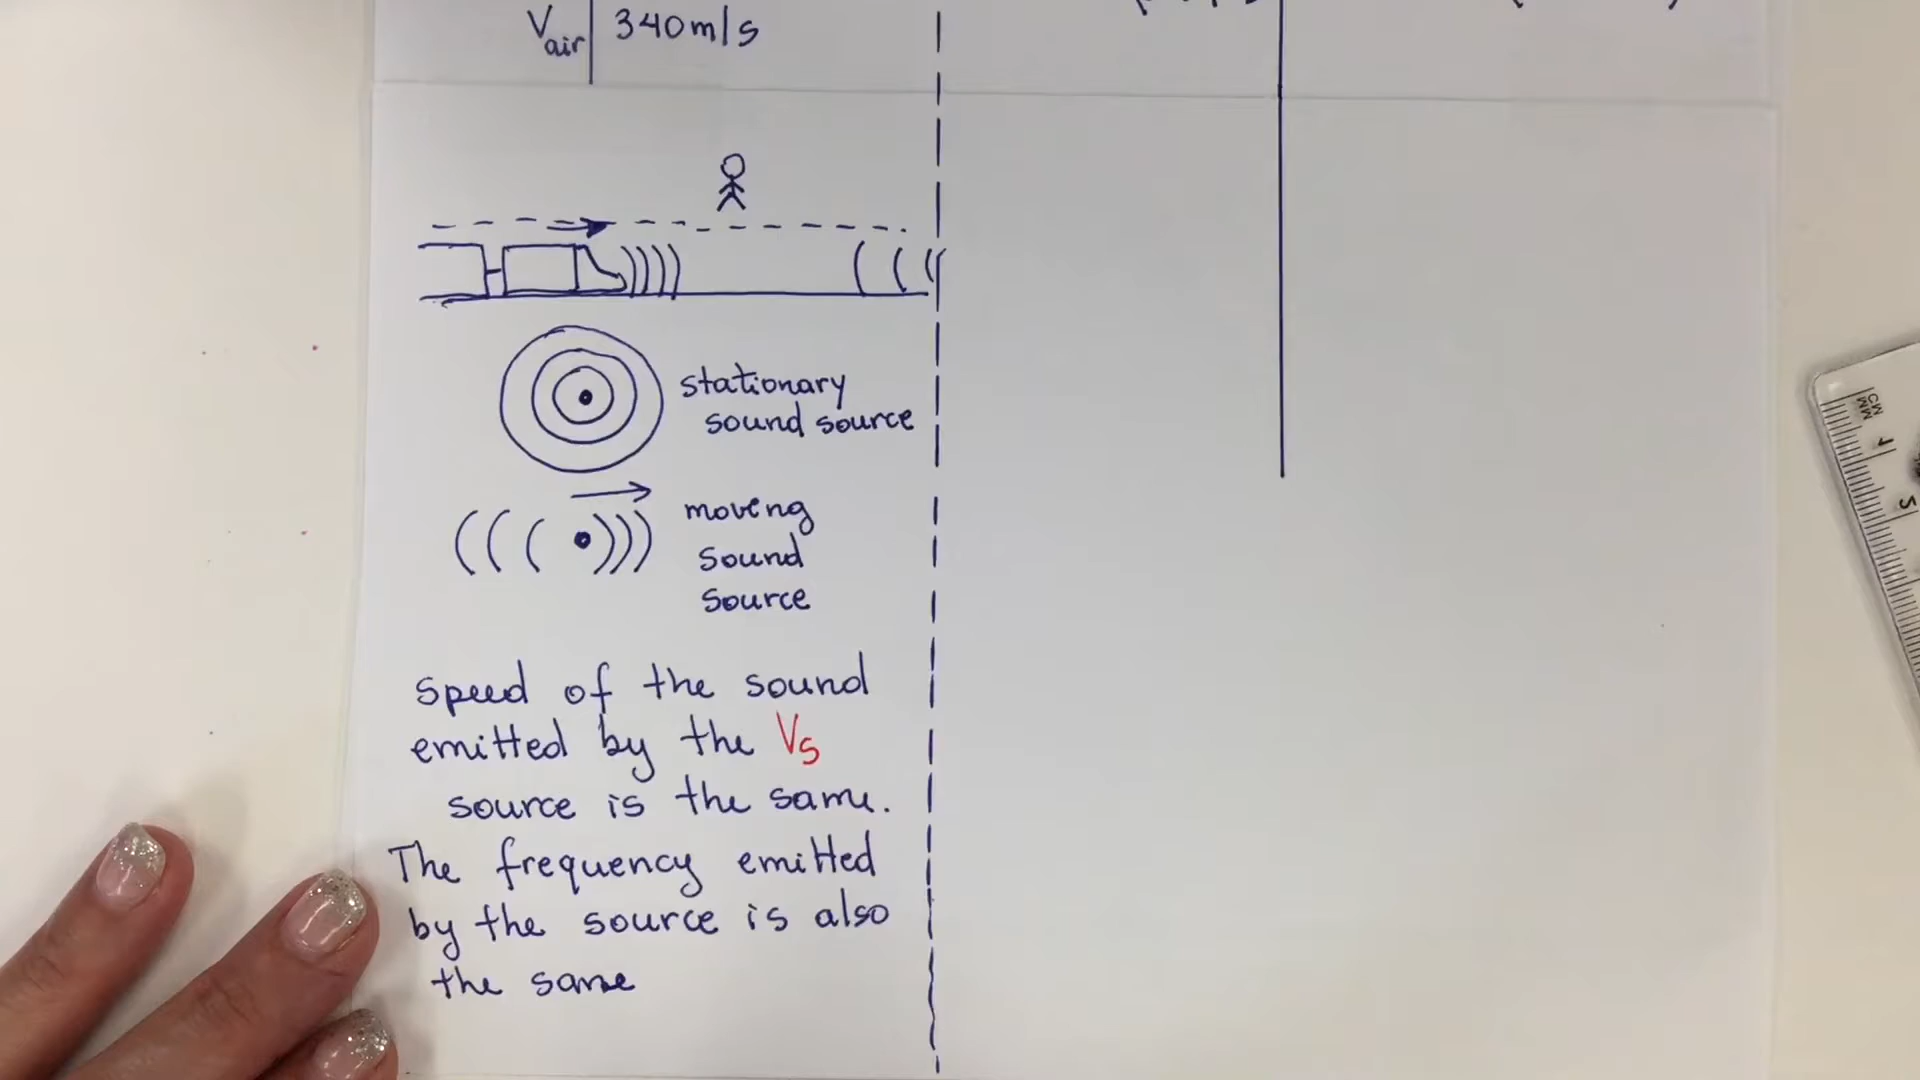 Vair 340m/s
stationary
sound source
moving
sound
source
speed of the sound
emitted by the Vs
source is the same.
The frequency emitted
by the source is also
the same